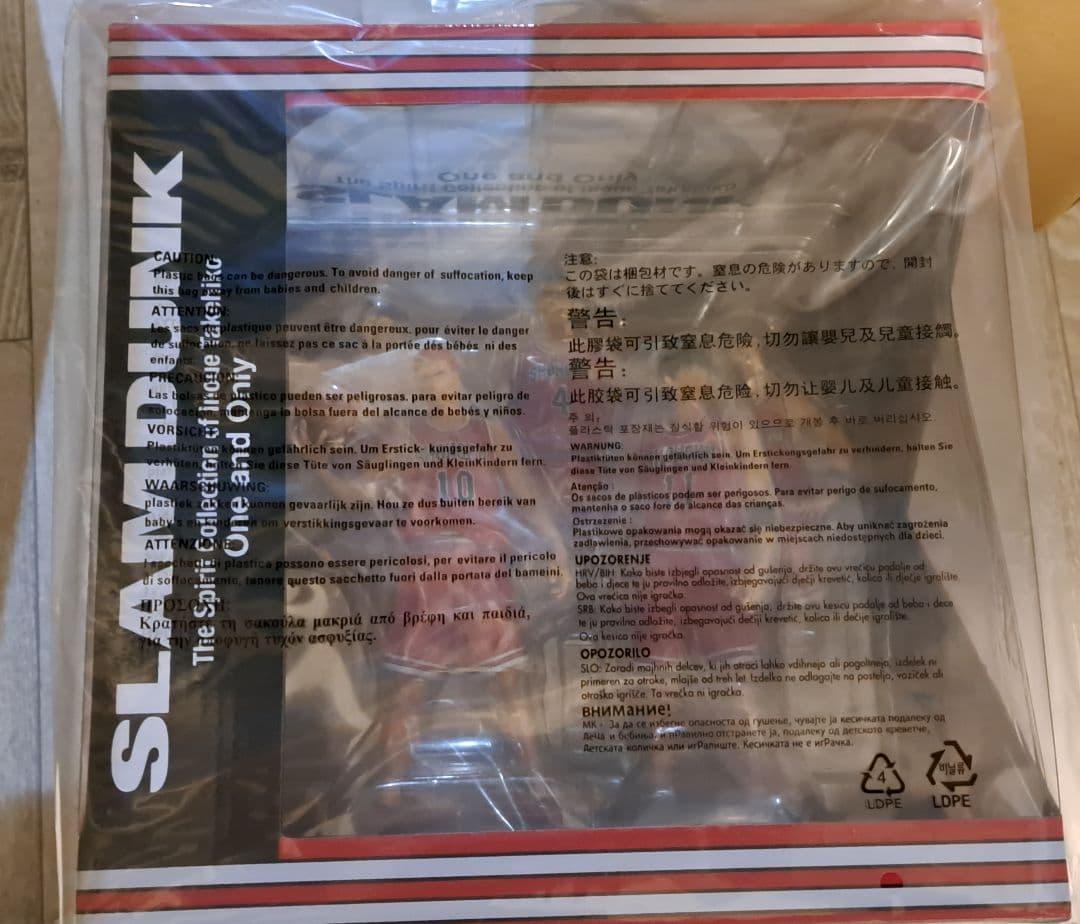 SLAMDUNK
The Spirit Collection of Inoue Takehiko
One and Only
One and Only
The Spirit Collection of Inoue Takehiko
SLAMDUNK
CAUTION:
Plastic bags can be dangerous. To avoid danger of suffocation, keep
this bag away from babies and children.
ATTENTION:
Les sacs de plastique peuvent être dangereux. pour éviter le danger
de suffocation. ne laissez pas ce sac à la portée dés bébés ni des
enfants.
PRECAUCION:
Las bolsas de plastico pueden ser peligrosas. para evitar peligro de
la bolsa fuera del alcance de bebés y niños.
VORSICHT:
Plastiktüten können gefährlich sein. Um Erstick- kungsgefahr zu
verhüten, halten Sie diese Tüte von Säuglingen und KleinKindern fern.
WAARSCHUWING:
plastiek zakken kunnen gevaarlijk zijn. Hou ze dus buiten bereik van
baby's en kinderen om verstikkingsgevaar te voorkomen.
ATTENZIONE:
I sacchetti di plastica possono essere pericolosi, per evitare il pericolo
di soffocamento, tenere questo sacchetto fuori dalla portata del bameini.
ΠΡΟΣΟΧΗ:
Κρατήστε τη σακούλα μακριά από βρέφη και παιδιά,
για την αποφυγή τυχόν ασφυξίας.
注意:
この袋は梱包材です。窒息の危険がありますので、開封
後はすぐに捨ててください。
警告:
此膠袋可引致窒息危險,切勿讓嬰兒及兒童接觸。
警告:
此胶袋可引致窒息危险,切勿让婴儿及儿童接触。
주 의:
플라스틱 포장재는 질식할 위험이 있으므로 개봉 후 바로 버리십시오.
WARNUNG:
Plastiktüten können gefährlich sein. Um Erstickongsgefahr zu verhindern, halten Sie
diese Tüte von Säuglingen und Kleinkindern fern.
Atenção :
Os sacos de plásticos podem ser perigosos. Para evitar perigo de sufocamento,
mantenha o saco fore de alcance das crianças.
Ostrzezenie :
Plastikowe opakowania mogą okazać się niebezpieczne. Aby uniknać zagrożenia
zadławienia, przechowywać opakowanie w miejscach niedostępnych dla dzieci.
UPOZORENJE
HRV/BIH: Kako biste izbjegli opasnost od gušenja, držite ovu vrećicu podalje od
beba i djece te ju pravilno odložite, izbjegavajući dječji krevetić, kolica ili dječje igralište.
Ova vrećica nije igračka.
SRB: Kako biste izbegli opasnost od gušenja, držite ovu kesicu podalje od beba i dece
te ju pravilno odložite, izbegavajući dečiji krevetić, kolica ili dečije igralište.
Ova kesica nije igračka.
OPOZORILO
SLO: Zaradi majhnih delcev, ki jih otroci lahko vdihnejo ali pogoltnejo, izdelek ni
primeren za otroke, mlajše od treh let. Izdelka ne odlagajte na posteljo, voziček ali
otroško igrišče. Ta vrečka ni igračka.
ВНИМАНИЕ!
МК - За да се избегне опасноста од гушење, чувајте ја кесичката подалеку од
деца и бебиња, и правилно отстранете ја, подалеку од детското креветче,
детската количка или игралиште. Кесичката не е играчка.
4
LDPE
비닐류
LDPE
4
10
11